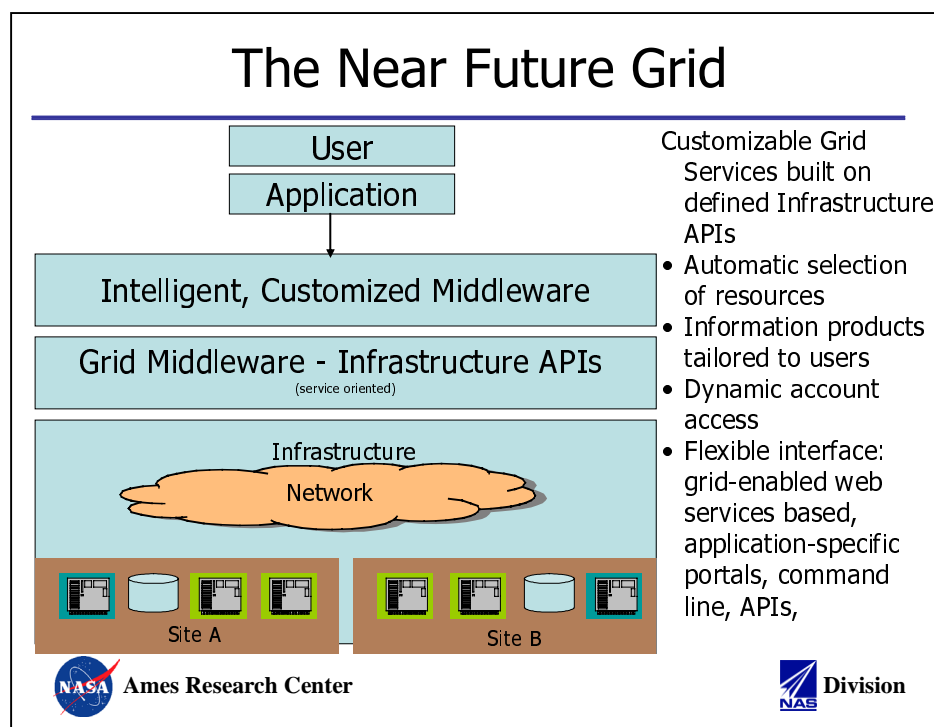 The Near Future Grid
User
Application
Intelligent, Customized Middleware
Grid Middleware - Infrastructure APIs
(service oriented)
Infrastructure
Network
Site A
Site B
Customizable Grid
Services built on
defined Infrastructure
APIs
• Automatic selection
of resources
• Information products
tailored to users
• Dynamic account
access
• Flexible interface:
grid-enabled web
services based,
application-specific
portals, command
line, APIs,
NASA
Ames Research Center
NAS
Division